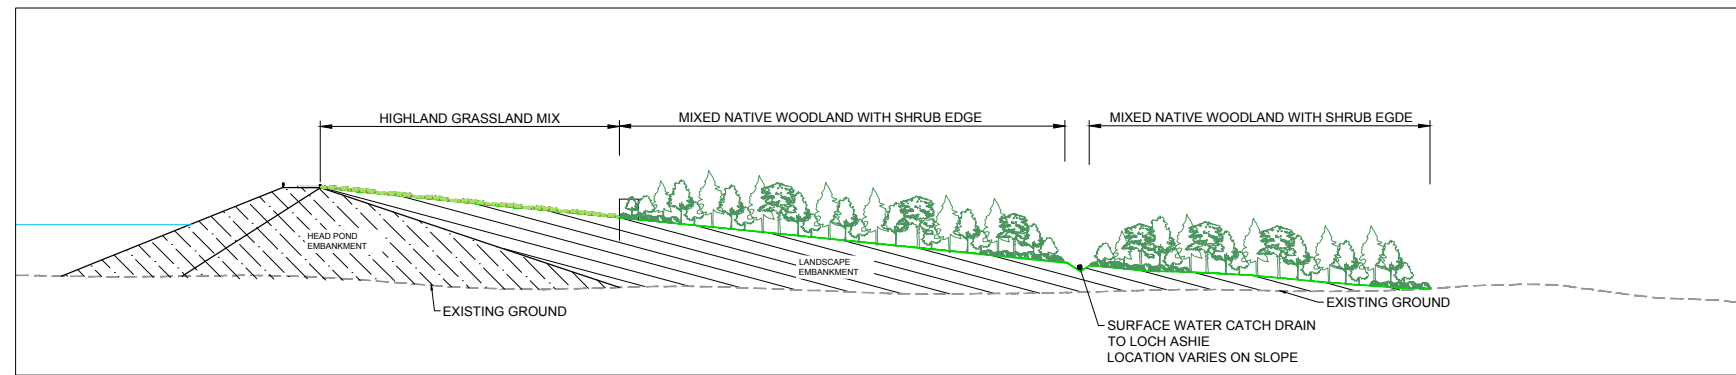 HIGHLAND GRASSLAND MIX
MIXED NATIVE WOODLAND WITH SHRUB EDGE
MIXED NATIVE WOODLAND WITH SHRUB EGDE
HEAD POND
EMBANKMENT
LANDSCAPE
EMBANKMENT
EXISTING GROUND
EXISTING GROUND
SURFACE WATER CATCH DRAIN
TO LOCH ASHIE
LOCATION VARIES ON SLOPE